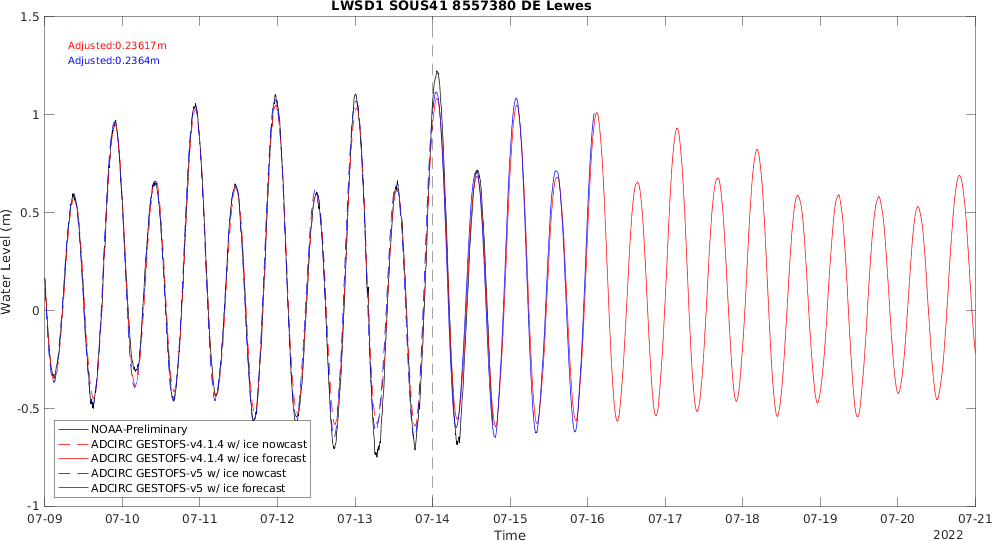 LWSD1 SOUS41 8557380 DE Lewes
Adjusted:0.23617m
Adjusted:0.2364m
1.5
1
0.5
0
-0.5
-1
Water Level (m)
NOAA-Preliminary
ADCIRC GESTOFS-v4.1.4 w/ ice nowcast
ADCIRC GESTOFS-v4.1.4 w/ ice forecast
ADCIRC GESTOFS-v5 w/ ice nowcast
ADCIRC GESTOFS-v5 w/ ice forecast
07-09 07-10 07-11 07-12 07-13 07-14 07-15 07-16 07-17 07-18 07-19 07-20 07-21
Time
2022